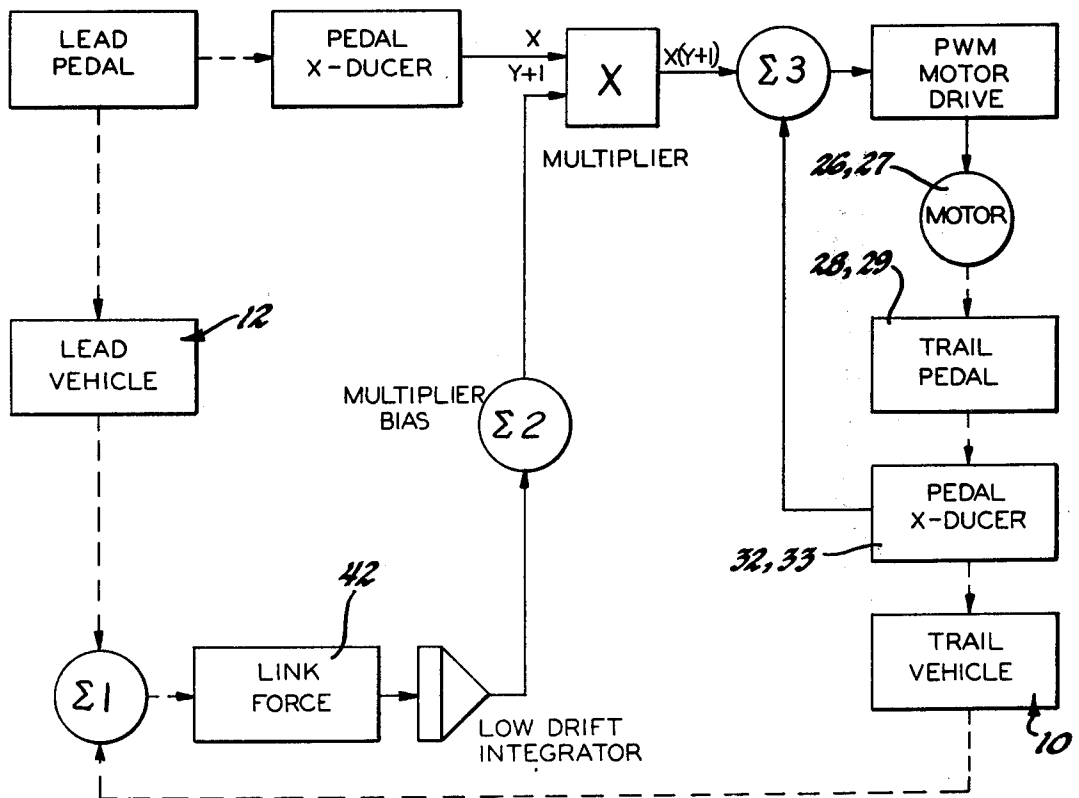 LEAD
PEDAL
PEDAL
X-DUCER
X
Y+1
X
X(Y+1)
Σ3
PWM
MOTOR
DRIVE
MULTIPLIER
26,27
MOTOR
28,29
TRAIL
PEDAL
12
LEAD
VEHICLE
MULTIPLIER
BIAS
Σ2
PEDAL
X-DUCER
32,33
42
LINK
FORCE
Σ1
LOW DRIFT
INTEGRATOR
TRAIL
VEHICLE
10